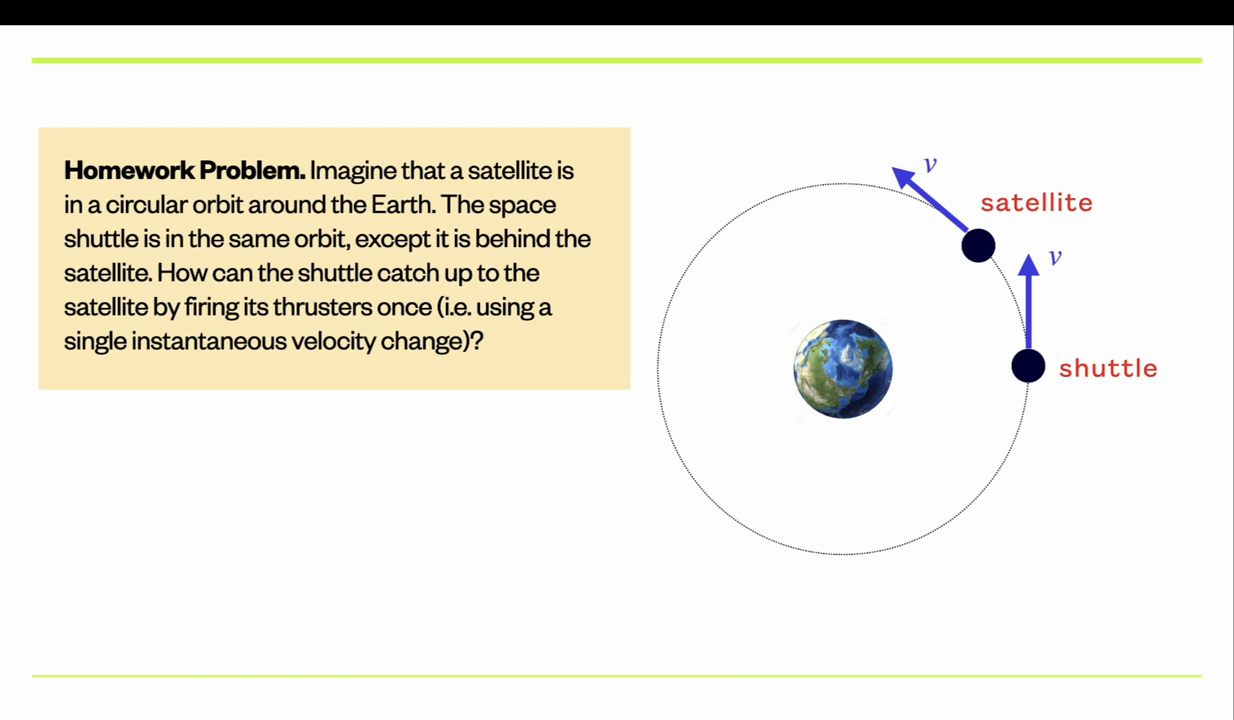 Homework Problem. Imagine that a satellite is
in a circular orbit around the Earth. The space
shuttle is in the same orbit, except it is behind the
satellite. How can the shuttle catch up to the
satellite by firing its thrusters once (i.e. using a
single instantaneous velocity change)?
v
satellite
v
shuttle